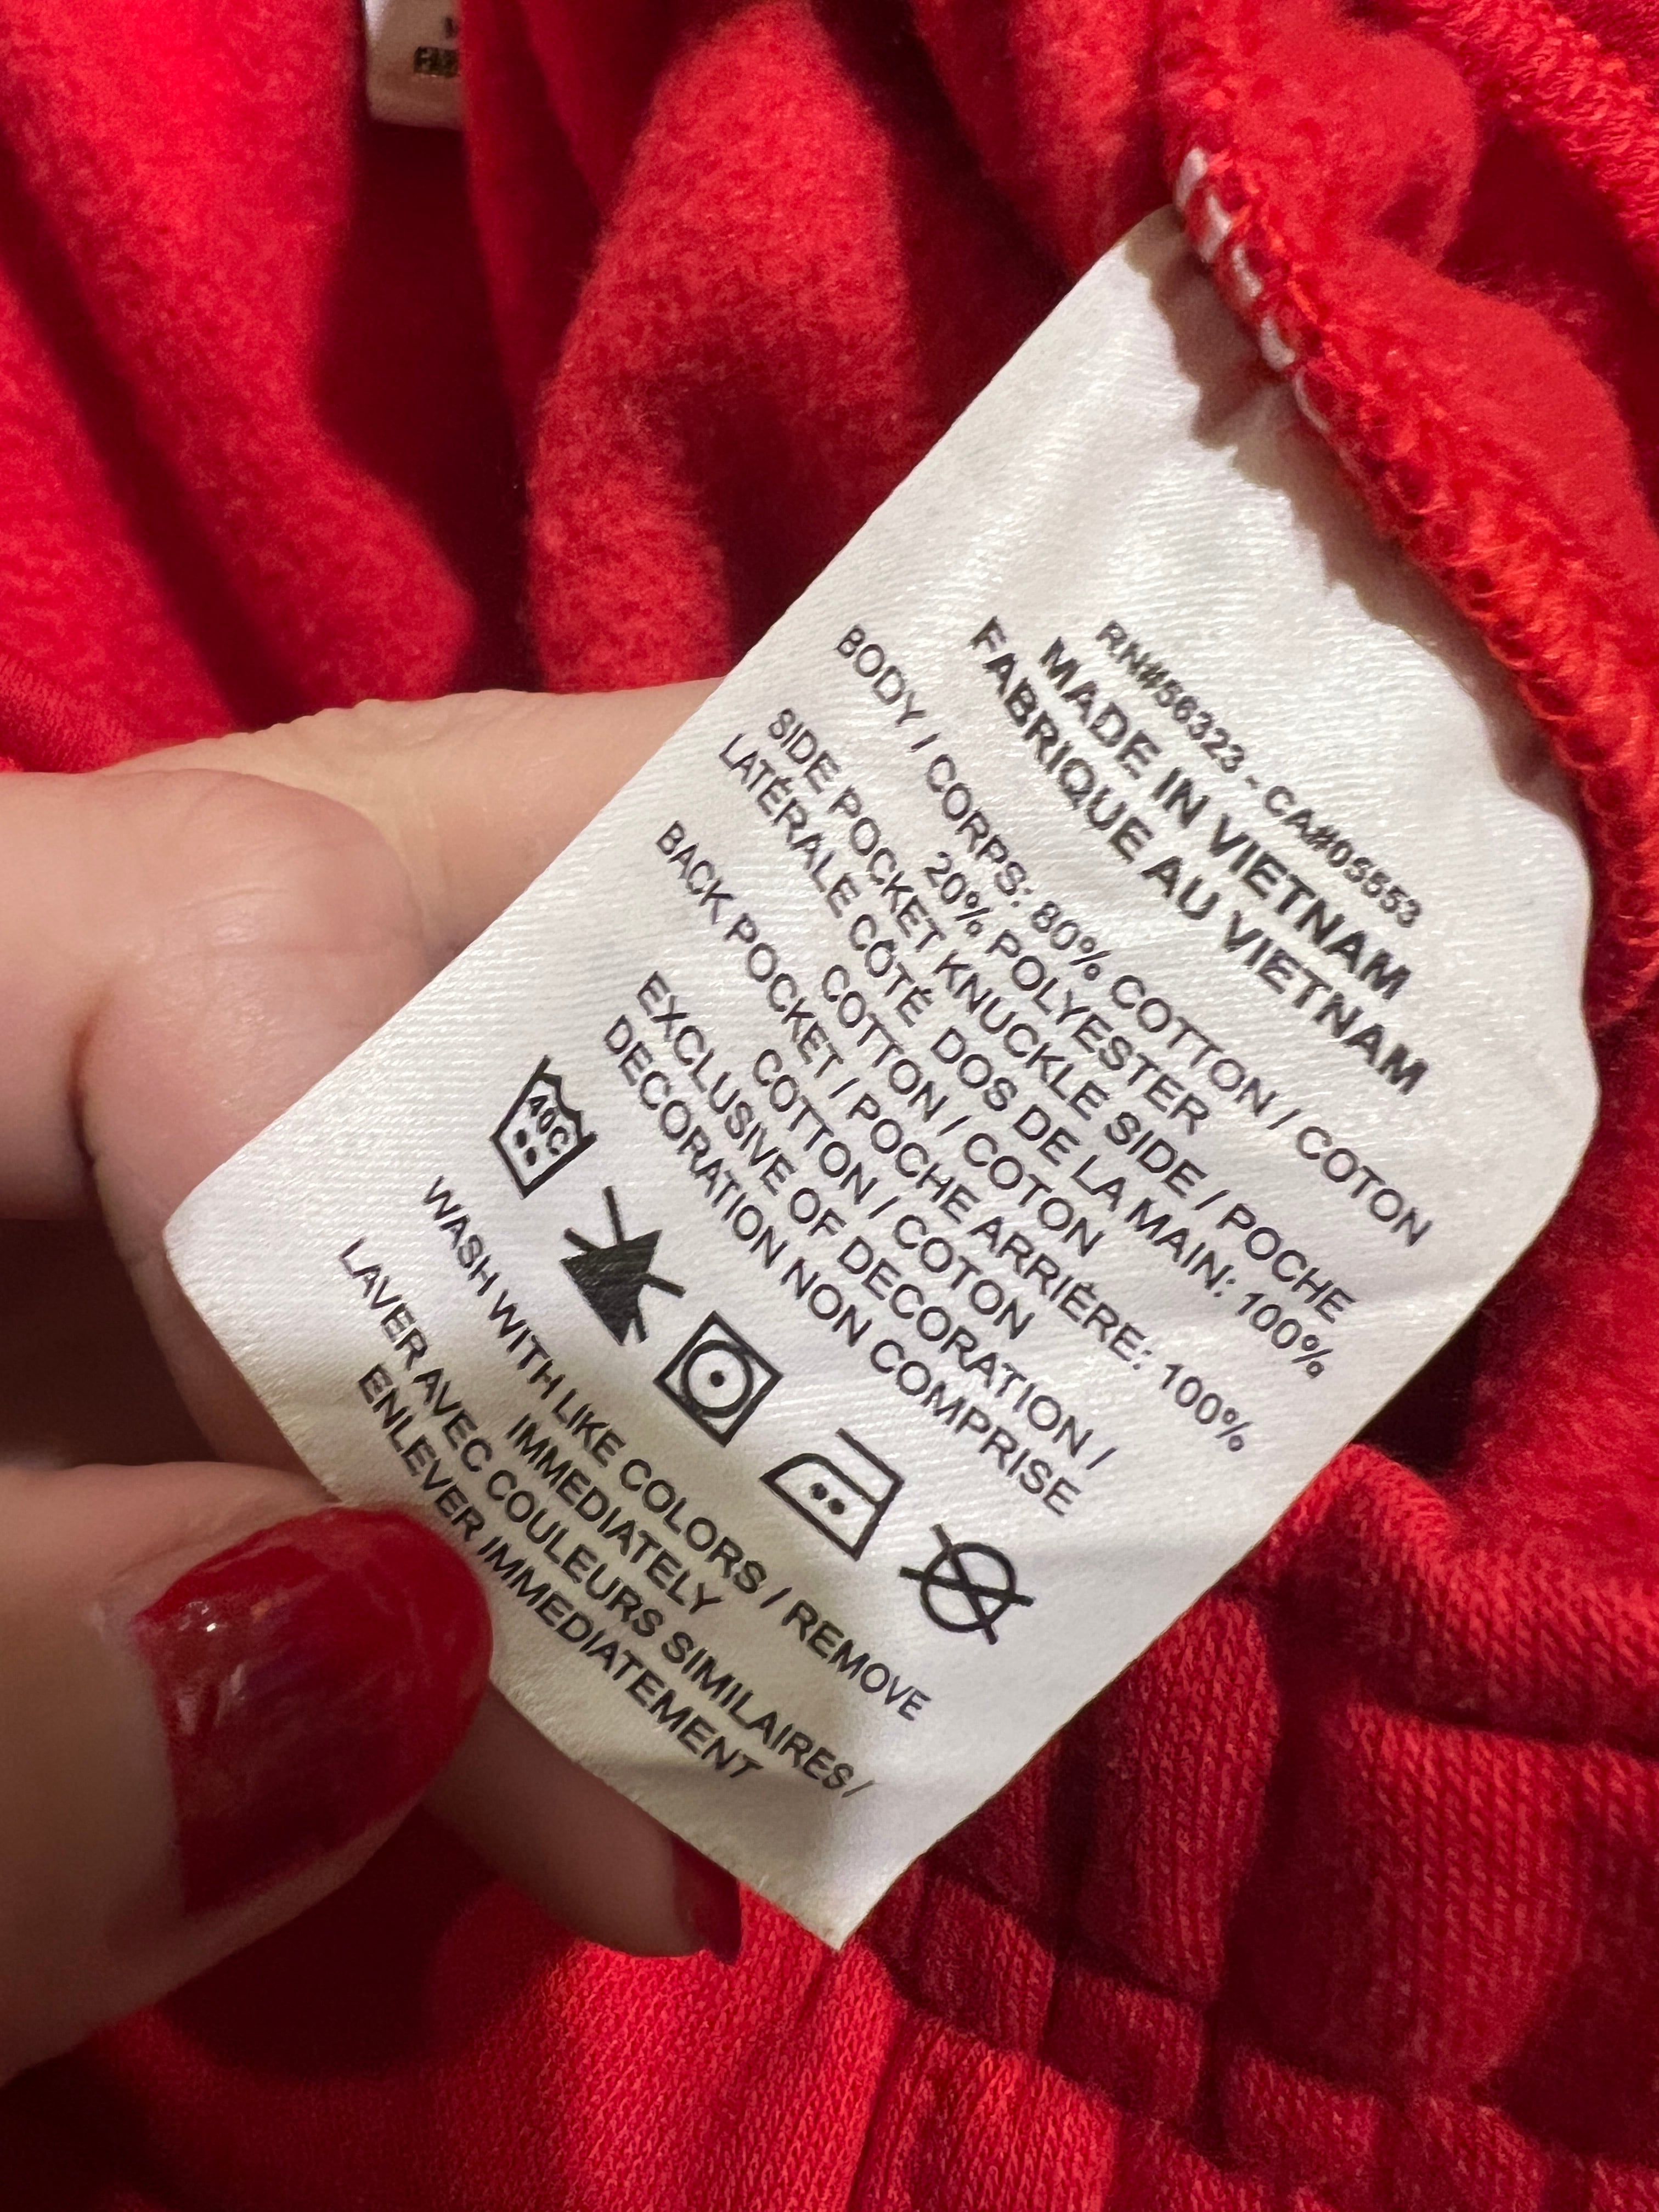 RN#56323 - CA#05553
MADE IN VIETNAM
FABRIQUE AU VIETNAM
BODY / CORPS: 80% COTTON / COTON
20% POLYESTER
SIDE POCKET KNUCKLE SIDE / POCHE
LATÉRALE CÔTÉ DOS DE LA MAIN: 100%
COTTON / COTON
BACK POCKET / POCHE ARRIÉRE: 100%
COTTON / COTON
EXCLUSIVE OF DECORATION /
DECORATION NON COMPRISE
40C
WASH WITH LIKE COLORS / REMOVE
IMMEDIATELY
LAVER AVEC COULEURS SIMILAIRES/
ENLEVER IMMEDIATEMENT